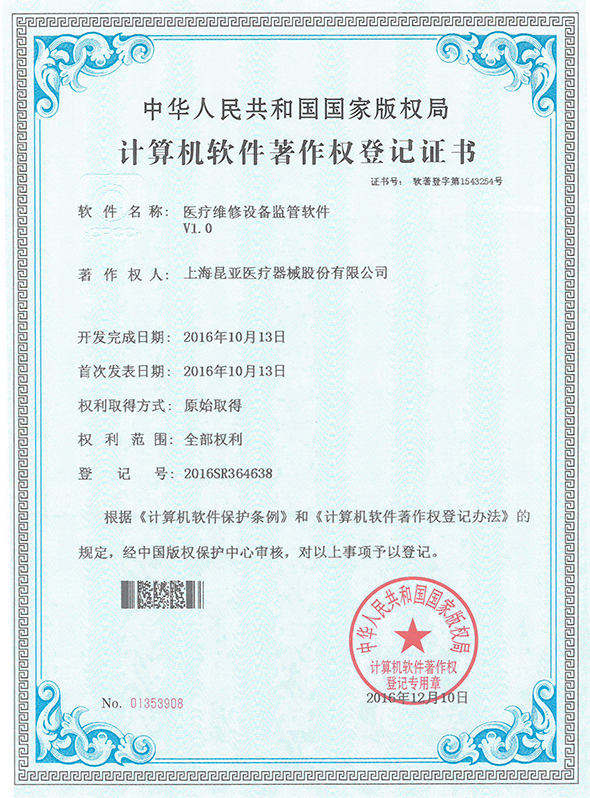 中华人民共和国国家版权局
计算机软件著作权登记证书
证书号： 软著登字第1543254号
软件名称： 医疗维修设备监管软件
V1.0
著作权人： 上海昆亚医疗器械股份有限公司
开发完成日期： 2016年10月13日
首次发表日期： 2016年10月13日
权利取得方式： 原始取得
权利范围： 全部权利
登记号： 2016SR364638
根据《计算机软件保护条例》和《计算机软件著作权登记办法》的
规定，经中国版权保护中心审核，对以上事项予以登记。
中华人民共和国国家版权局
计算机软件著作权
登记专用章
No. 01353908
2016年12月10日